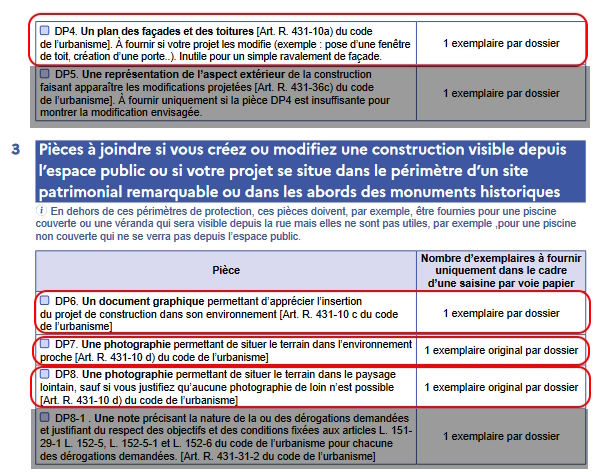 DP4. Un plan des façades et des toitures [Art. R. 431-10a) du code
de l'urbanisme]. À fournir si votre projet les modifie (exemple : pose d'une fenêtre
de toit, création d'une porte..). Inutile pour un simple ravalement de façade.
1 exemplaire par dossier
DP5. Une représentation de l'aspect extérieur de la construction
faisant apparaître les modifications projetées [Art. R. 431-36c) du code
de l'urbanisme]. À fournir uniquement si la pièce DP4 est insuffisante pour
montrer la modification envisagée.
1 exemplaire par dossier
3 Pièces à joindre si vous créez ou modifiez une construction visible depuis
l'espace public ou si votre projet se situe dans le périmètre d'un site
patrimonial remarquable ou dans les abords des monuments historiques
i En dehors de ces périmètres de protection, ces pièces doivent, par exemple, être fournies pour une piscine
couverte ou une véranda qui sera visible depuis la rue mais elles ne sont pas utiles, par exemple ,pour une piscine
non couverte qui ne se verra pas depuis l'espace public.
Pièce
Nombre d'exemplaires à fournir
uniquement dans le cadre
d'une saisine par voie papier
DP6. Un document graphique permettant d'apprécier l'insertion
du projet de construction dans son environnement [Art. R. 431-10 c du code
de l'urbanisme]
1 exemplaire par dossier
DP7. Une photographie permettant de situer le terrain dans l'environnement
proche [Art. R. 431-10 d) du code de l'urbanisme]
1 exemplaire original par dossier
DP8. Une photographie permettant de situer le terrain dans le paysage
lointain, sauf si vous justifiez qu'aucune photographie de loin n'est possible
[Art. R. 431-10 d) du code de l'urbanisme]
1 exemplaire original par dossier
DP8-1 . Une note précisant la nature de la ou des dérogations demandées
et justifiant du respect des objectifs et des conditions fixées aux articles L. 151-
29-1 L. 152-5, L. 152-5-1 et L. 152-6 du code de l'urbanisme pour chacune
des dérogations demandées. [Art. R. 431-31-2 du code de l'urbanisme]
1 exemplaire par dossier